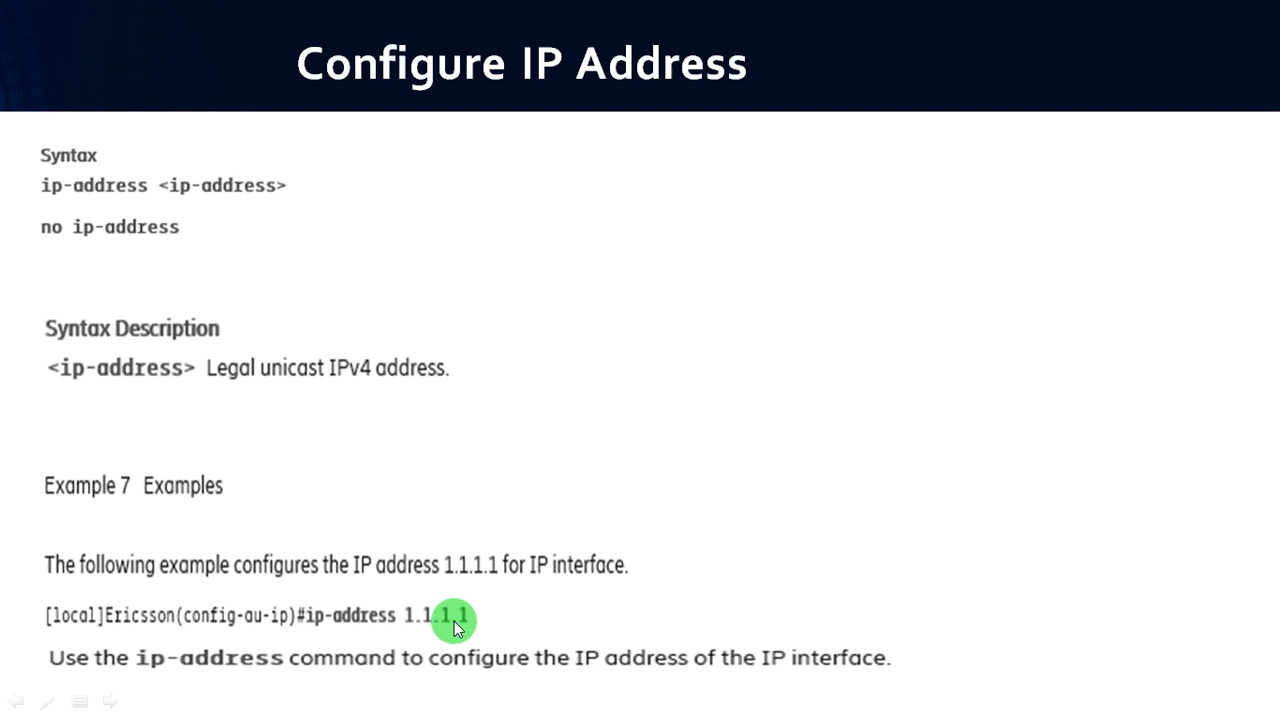 Configure IP Address
Syntax
ip-address <ip-address>
no ip-address
Syntax Description
<ip-address> Legal unicast IPv4 address.
Example 7 Examples
The following example configures the IP address 1.1.1.1 for IP interface.
[local]Ericsson(config-au-ip)#ip-address 1.1.1.1
Use the ip-address command to configure the IP address of the IP interface.